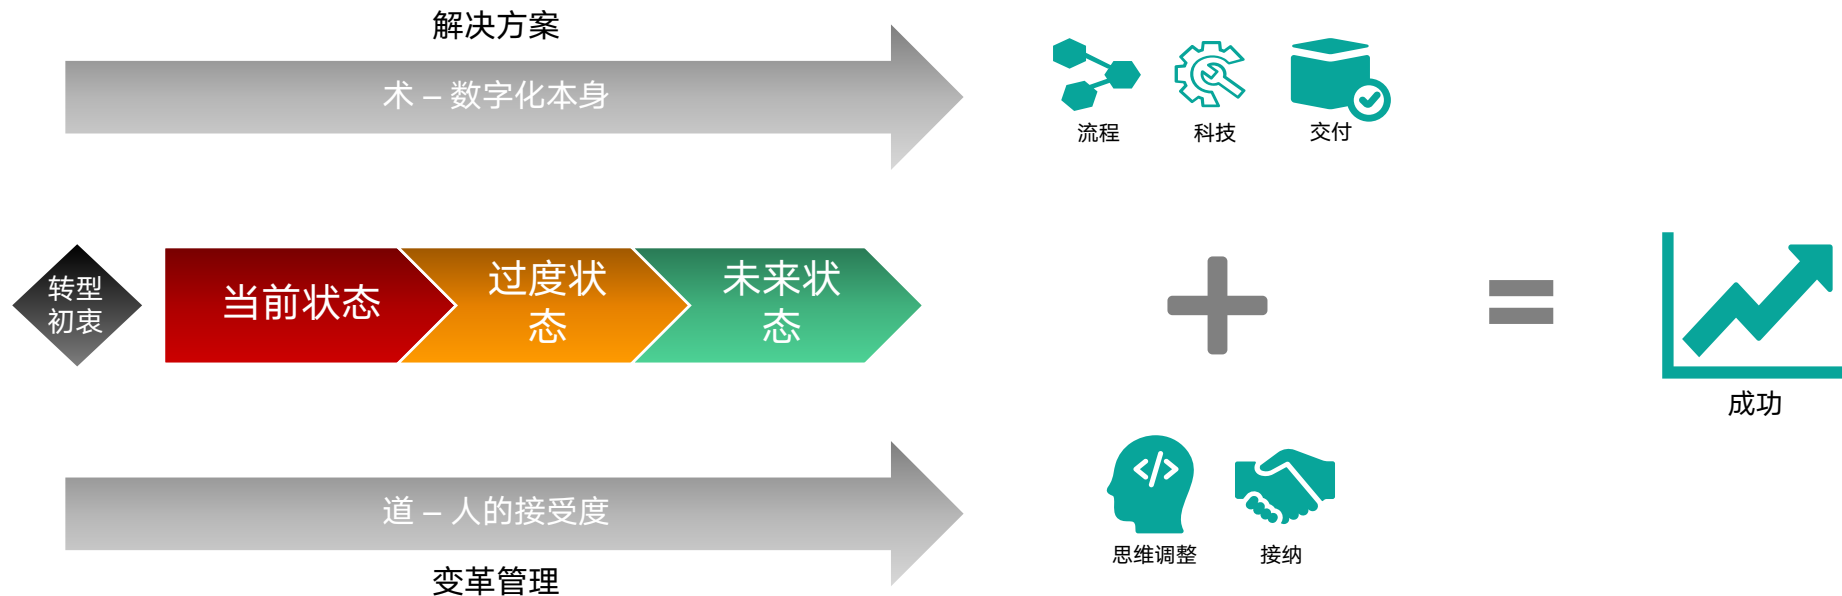 解决方案
术 – 数字化本身
流程
科技
交付
转型
初衷
当前状态
过度状
态
未来状
态
成功
道 – 人的接受度
思维调整
接纳
变革管理